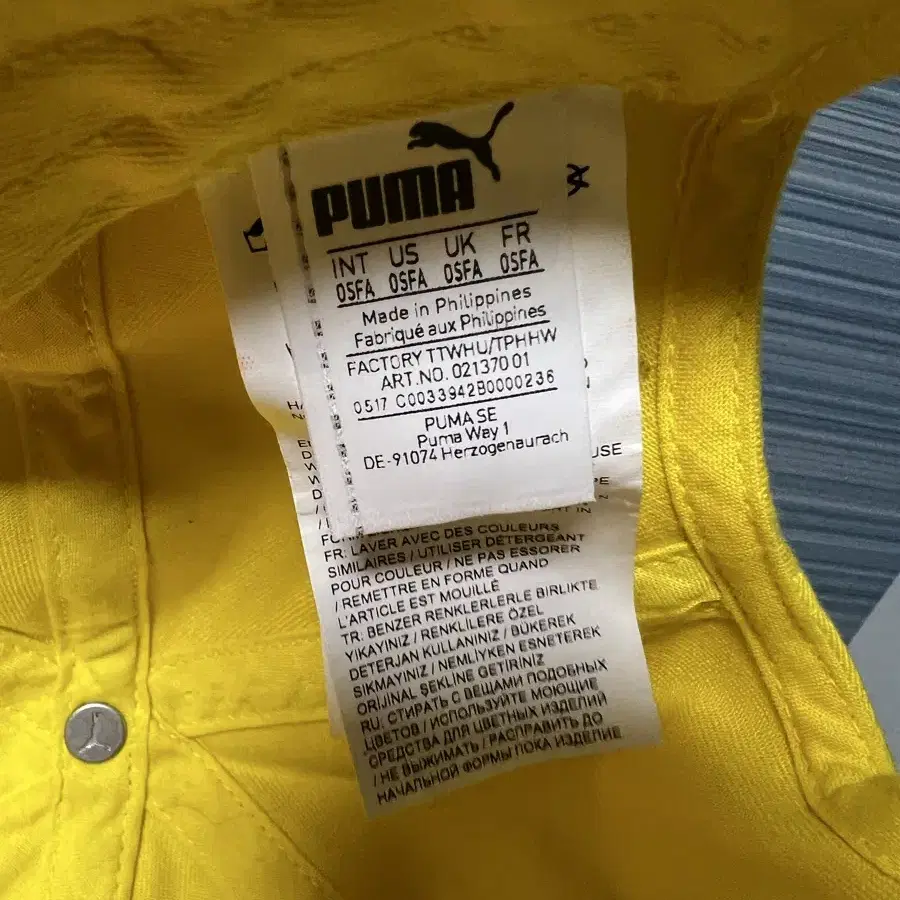 PUMA
INT US UK FR
OSFA OSFA OSFA OSFA
Made in Philippines
Fabriqué aux Philippines
FACTORY TTWHU/TPHHW
ART.NO. 021370 01
0517 C0033942B0000236
PUMA SE
Puma Way 1
DE-91074 Herzogenaurach
FR: LAVER AVEC DES COULEURS
SIMILAIRES / UTILISER DÉTERGEANT
POUR COULEUR / NE PAS ESSORER
/ REMETTRE EN FORME QUAND
L'ARTICLE EST MOUILLÉ
TR: BENZER RENKLERLERLE BIRLIKTE
YIKAYINIZ / RENKLILERE ÖZEL
DETERJAN KULLANINIZ / BÜKEREK
SIKMAYINIZ / NEMLIYKEN ESNETEREK
ORIJINAL ŞEKLINE GETIRINIZ
RU: СТИРАТЬ С ВЕЩАМИ ПОДОБНЫХ
ЦВЕТОВ / ИСПОЛЬЗУЙТЕ МОЮЩИЕ
СРЕДСТВА ДЛЯ ЦВЕТНЫХ ИЗДЕЛИЙ
/ НЕ ВЫЖИМАТЬ / РАСПРАВИТЬ ДО
НАЧАЛЬНОЙ ФОРМЫ ПОКА ИЗДЕЛИЕ